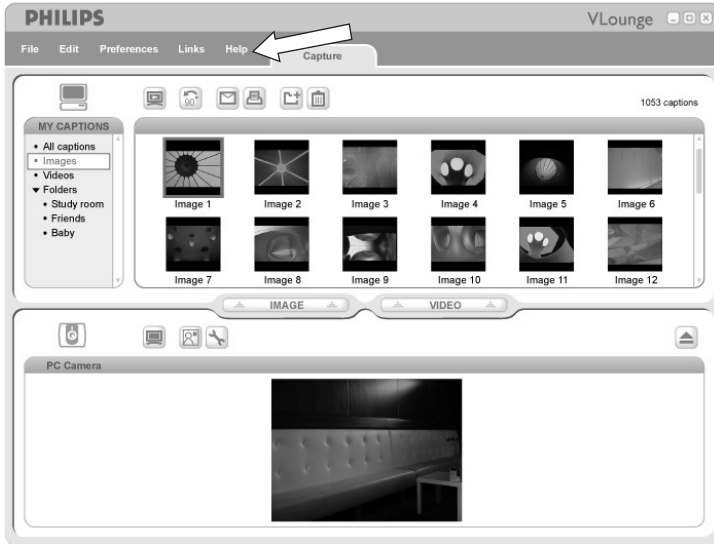 PHILIPS
VLounge
File Edit Preferences Links Help
Capture
90°
1053 captions
MY CAPTIONS
• All captions
• Images
• Videos
▼ Folders
• Study room
• Friends
• Baby
Image 1 Image 2 Image 3 Image 4 Image 5 Image 6
Image 7 Image 8 Image 9 Image 10 Image 11 Image 12
IMAGE VIDEO
PC Camera